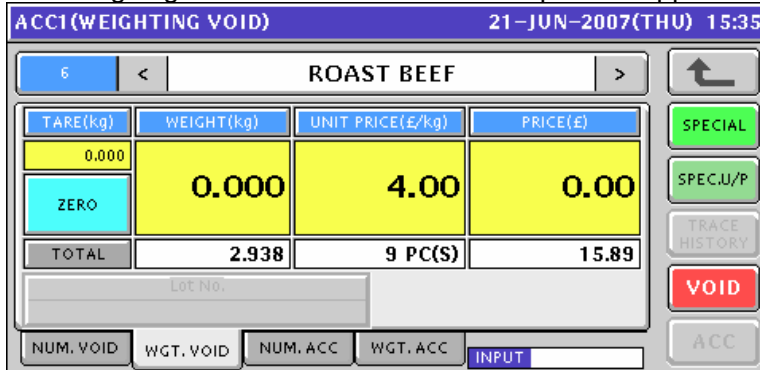 ACC1(WEIGHTING VOID) 21-JUN-2007(THU) 15:35
6 < ROAST BEEF >
TARE(kg) WEIGHT(kg) UNIT PRICE(£/kg) PRICE(£) SPECIAL
0.000
ZERO 0.000 4.00 0.00 SPEC.U/P
TRACE
HISTORY
TOTAL 2.938 9 PC(S) 15.89
Lot No. VOID
NUM. VOID WGT. VOID NUM. ACC WGT. ACC INPUT ACC